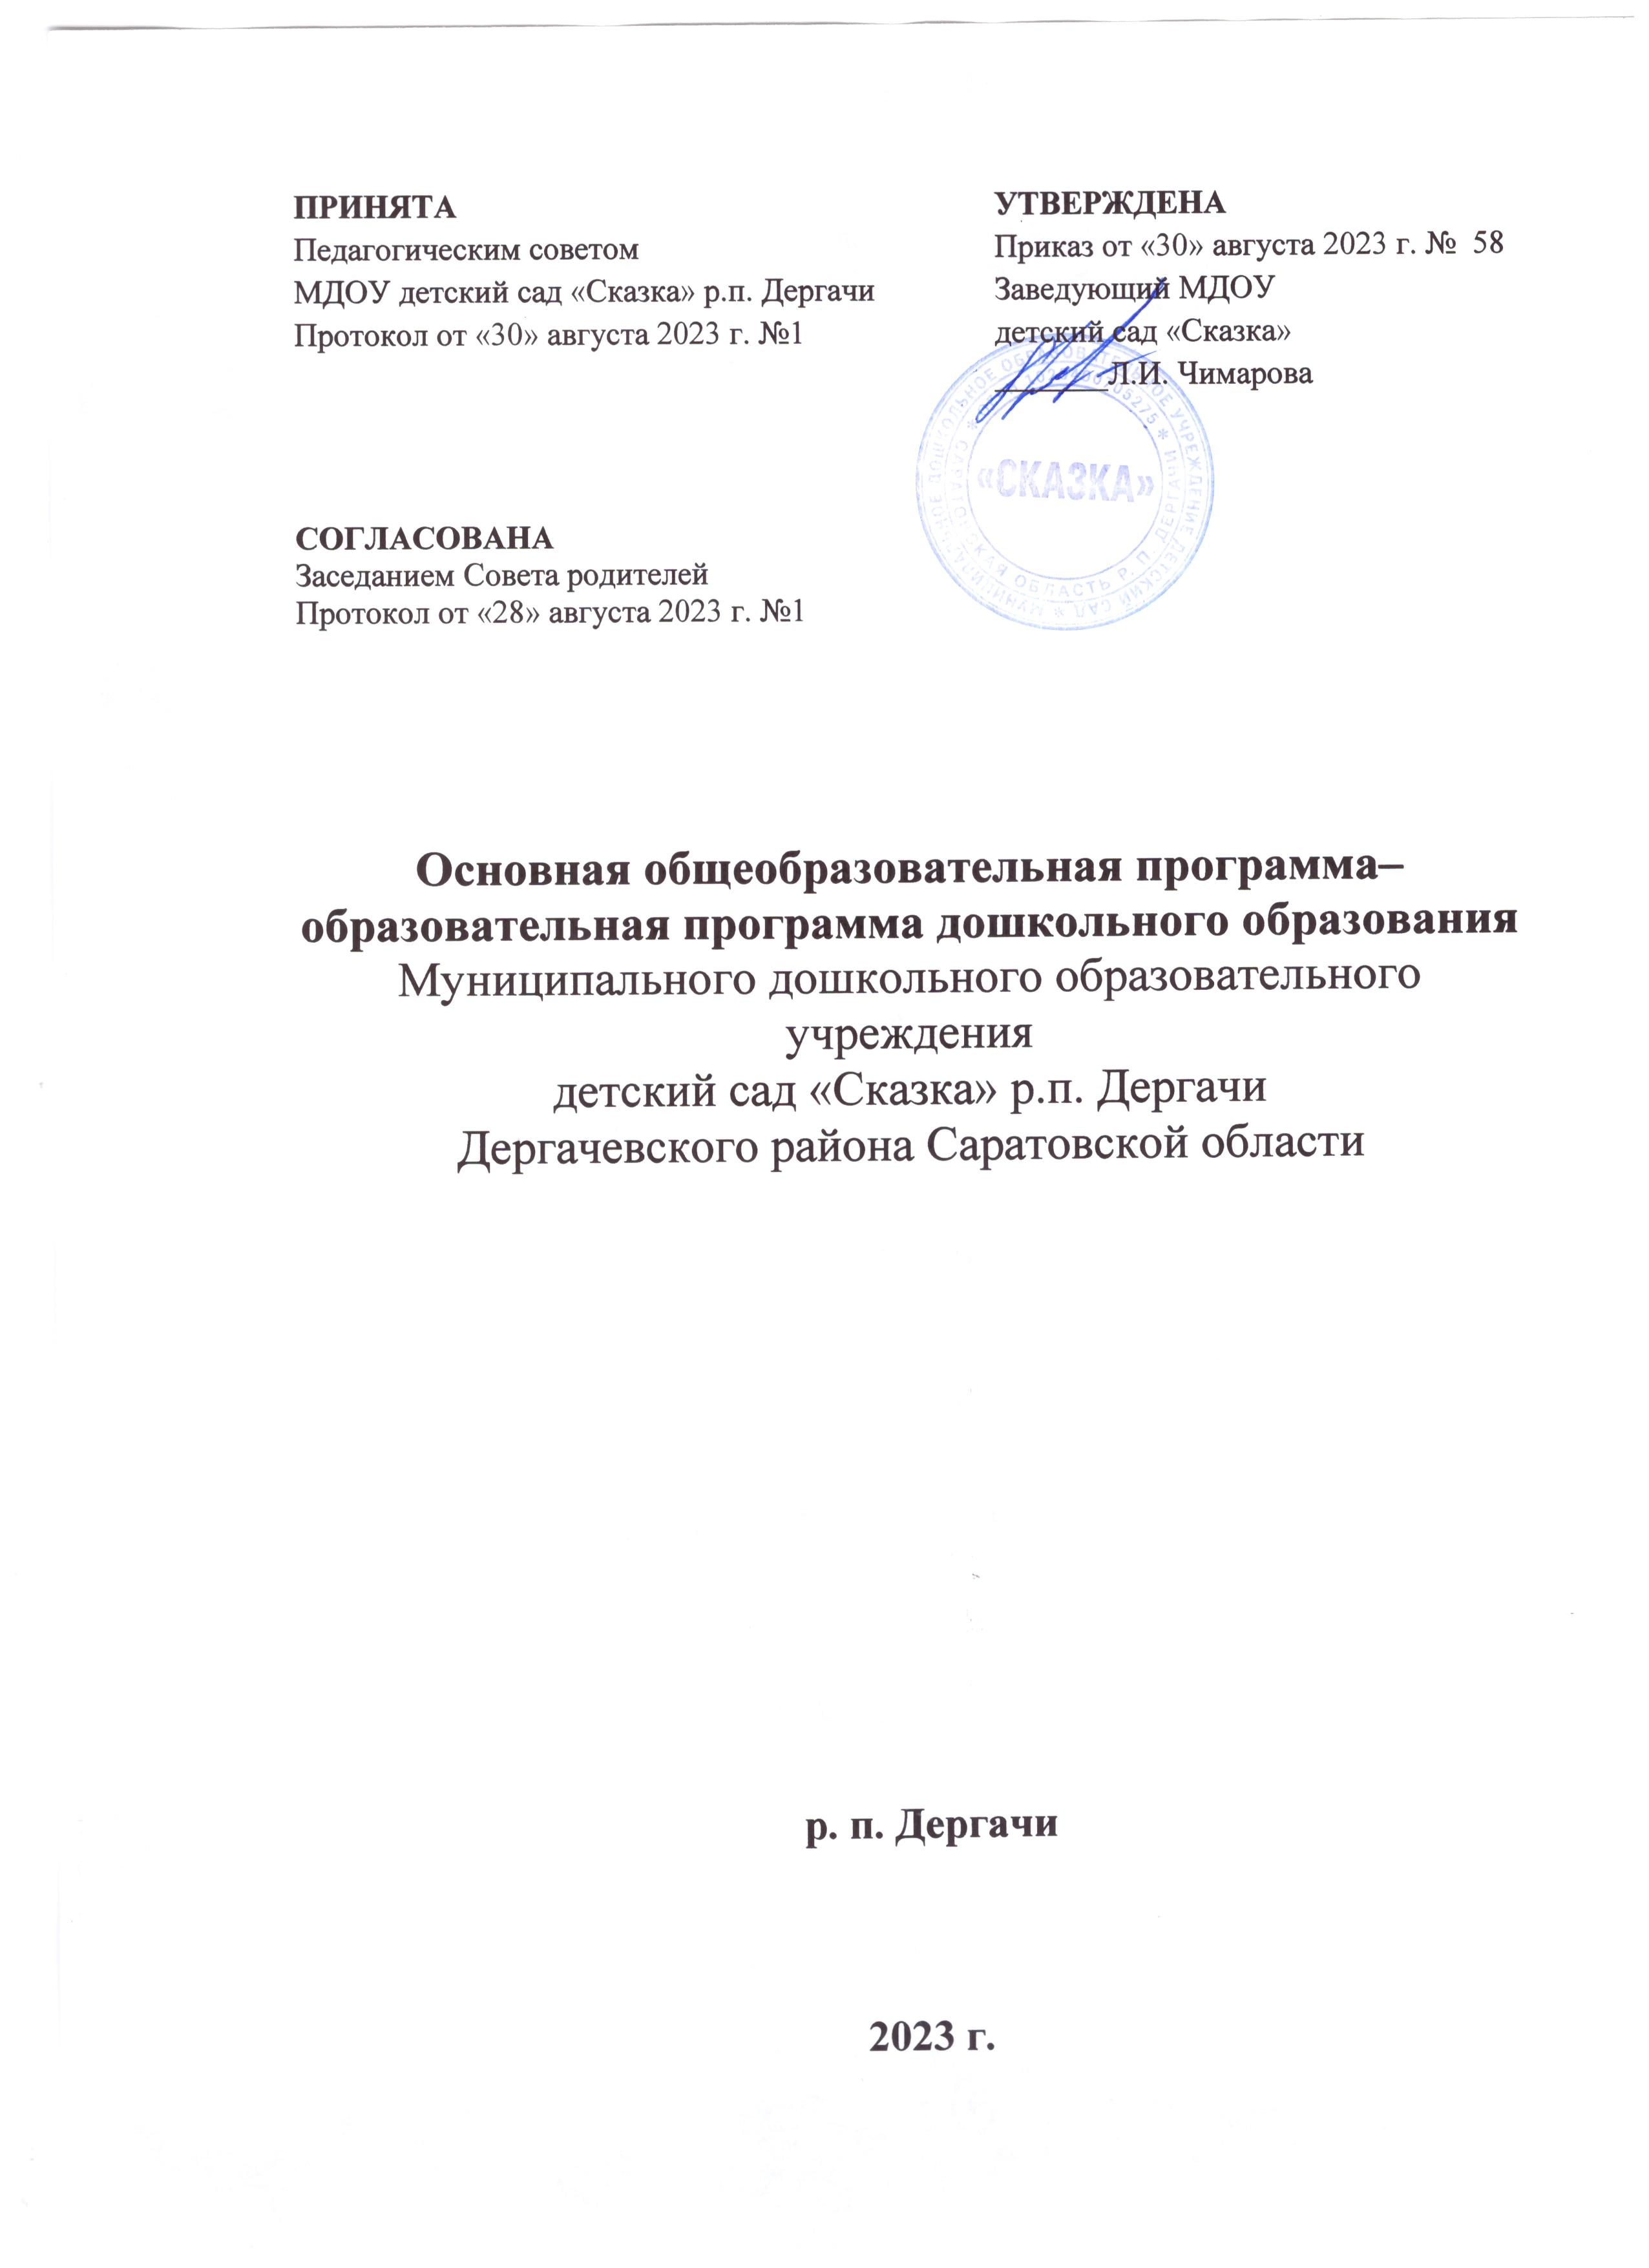 ПРИНЯТА
Педагогическим советом
МДОУ детский сад «Сказка» р.п. Дергачи
Протокол от «30» августа 2023 г. №1
УТВЕРЖДЕНА
Приказ от «30» августа 2023 г. № 58
Заведующий МДОУ
детский сад «Сказка»
________Л.И. Чимарова
«СКАЗКА»
СОГЛАСОВАНА
Заседанием Совета родителей
Протокол от «28» августа 2023 г. №1
Основная общеобразовательная программа–
образовательная программа дошкольного образования
Муниципального дошкольного образовательного
учреждения
детский сад «Сказка» р.п. Дергачи
Дергачевского района Саратовской области
р. п. Дергачи
2023 г.